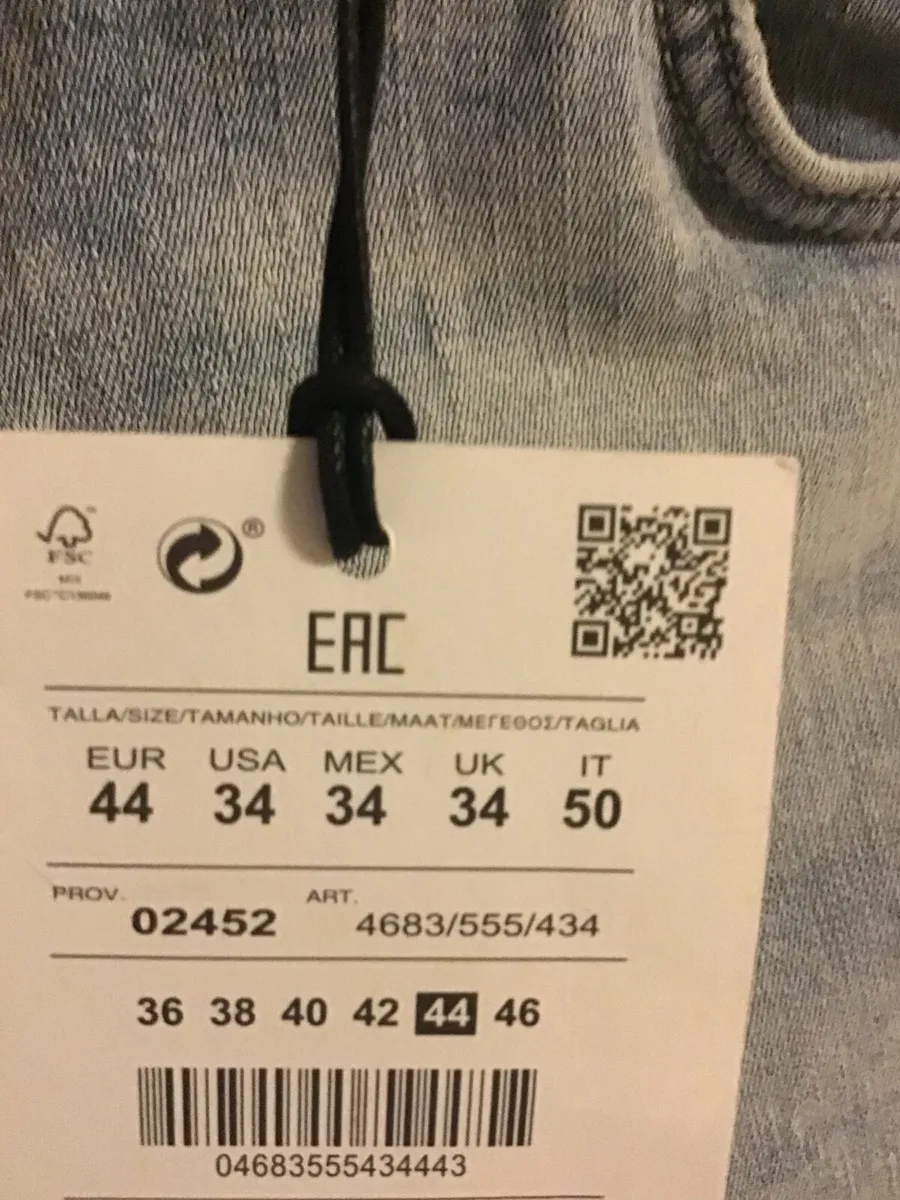 FSC
®
EAC
TALLA/SIZE/TAMANHO/TAILLE/MAAT/ΜΕΓΕΘΟΣ/TAGLIA
EUR USA MEX UK IT
44 34 34 34 50
PROV. ART.
02452 4683/555/434
36 38 40 42 44 46
04683555434443